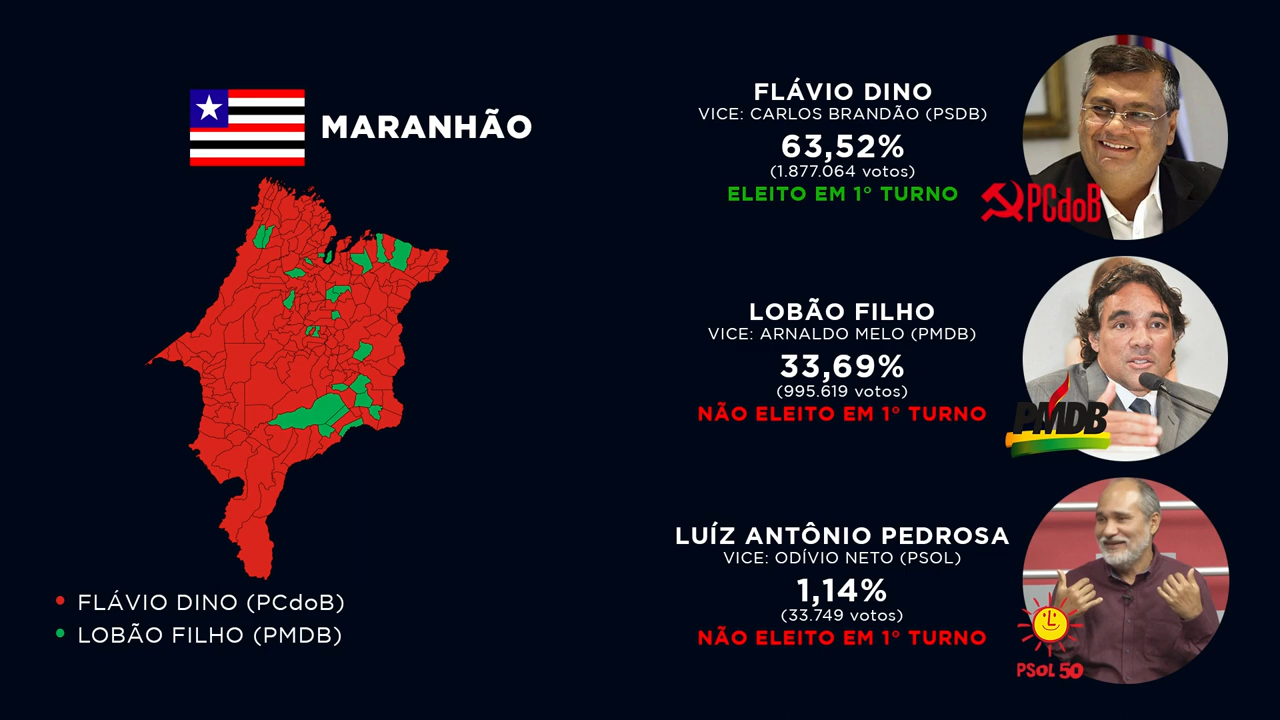 MARANHÃO
FLÁVIO DINO (PCdoB)
LOBÃO FILHO (PMDB)
FLÁVIO DINO
VICE: CARLOS BRANDÃO (PSDB)
63,52%
(1.877.064 votos)
ELEITO EM 1° TURNO
PCdoB
LOBÃO FILHO
VICE: ARNALDO MELO (PMDB)
33,69%
(995.619 votos)
NÃO ELEITO EM 1° TURNO
PMDB
LUÍZ ANTÔNIO PEDROSA
VICE: ODÍVIO NETO (PSOL)
1,14%
(33.749 votos)
NÃO ELEITO EM 1° TURNO
PSOL 50